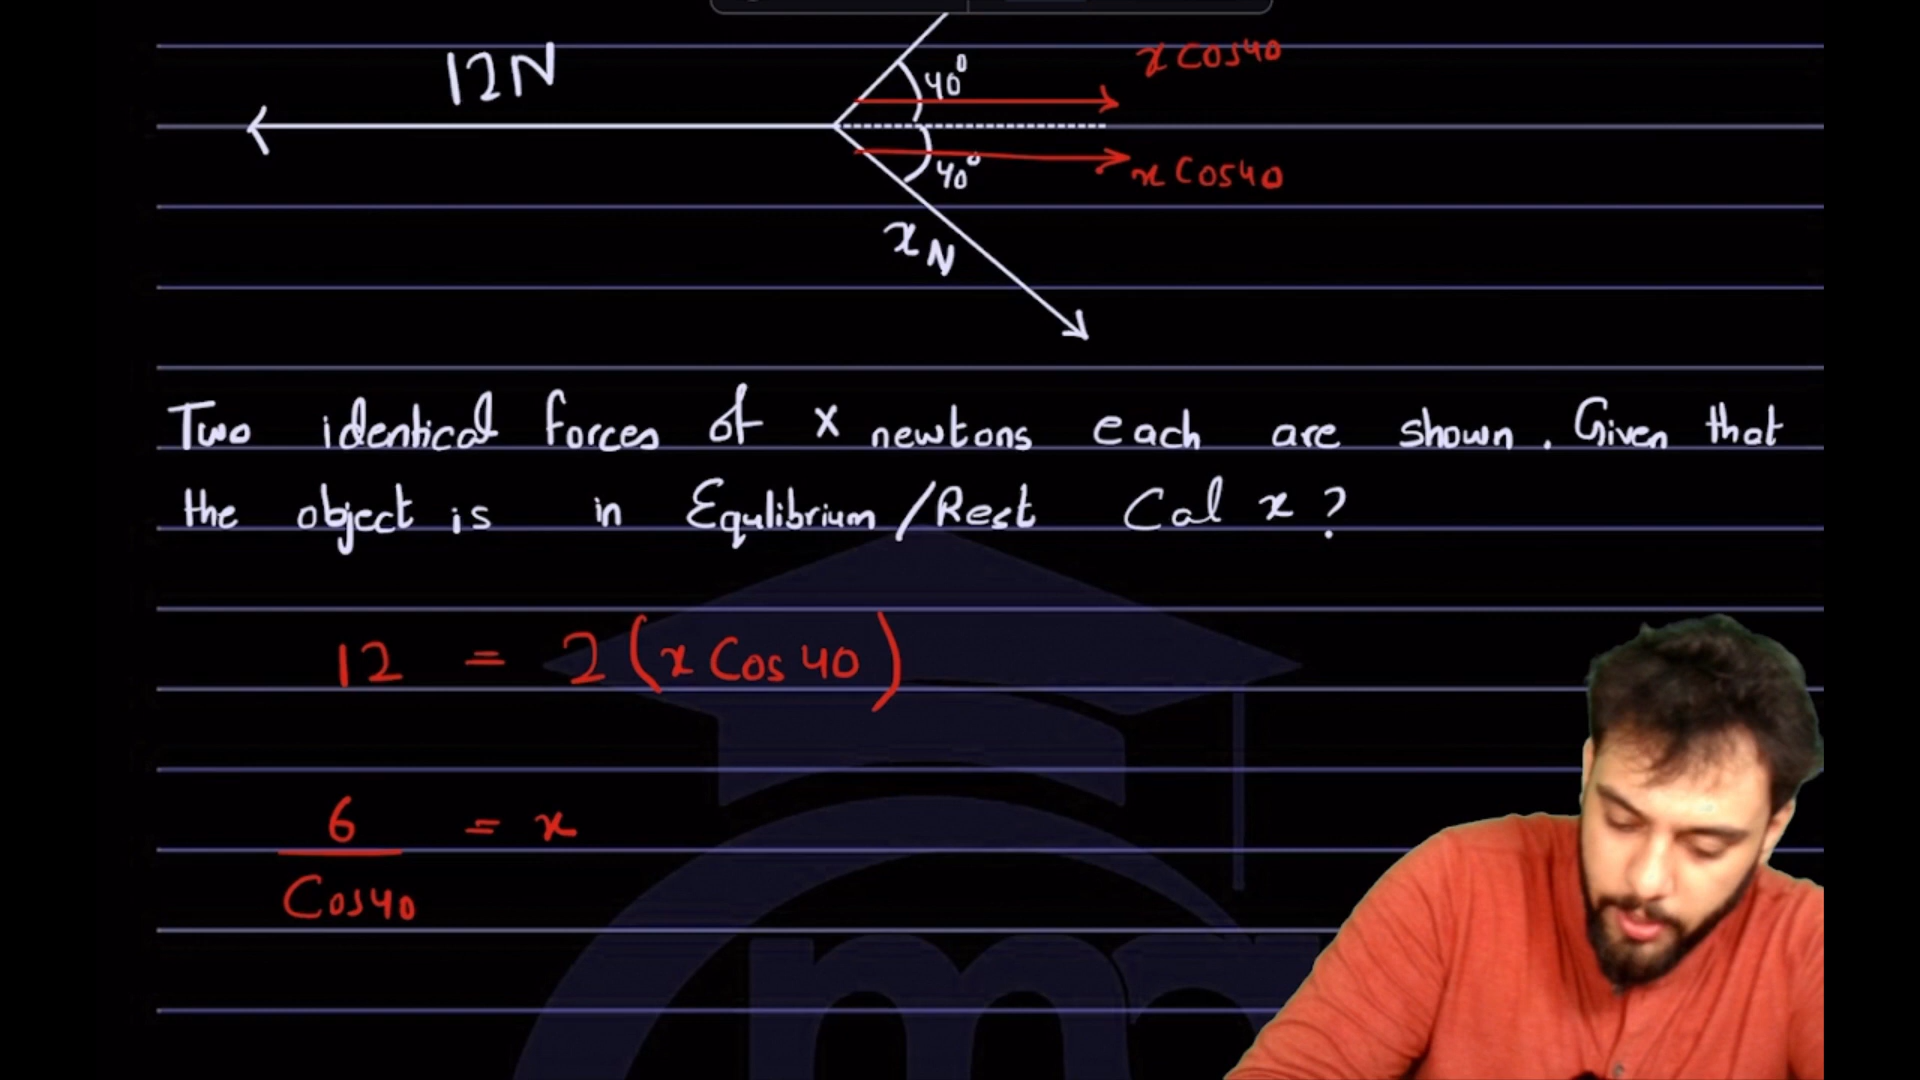 12N
40°
x Cos40
40°
x Cos40
xN
Two identical forces of x newtons each are shown. Given that
the object is in Equlibrium/Rest Cal x?
12 = 2(x Cos 40)
6
= x
Cos40